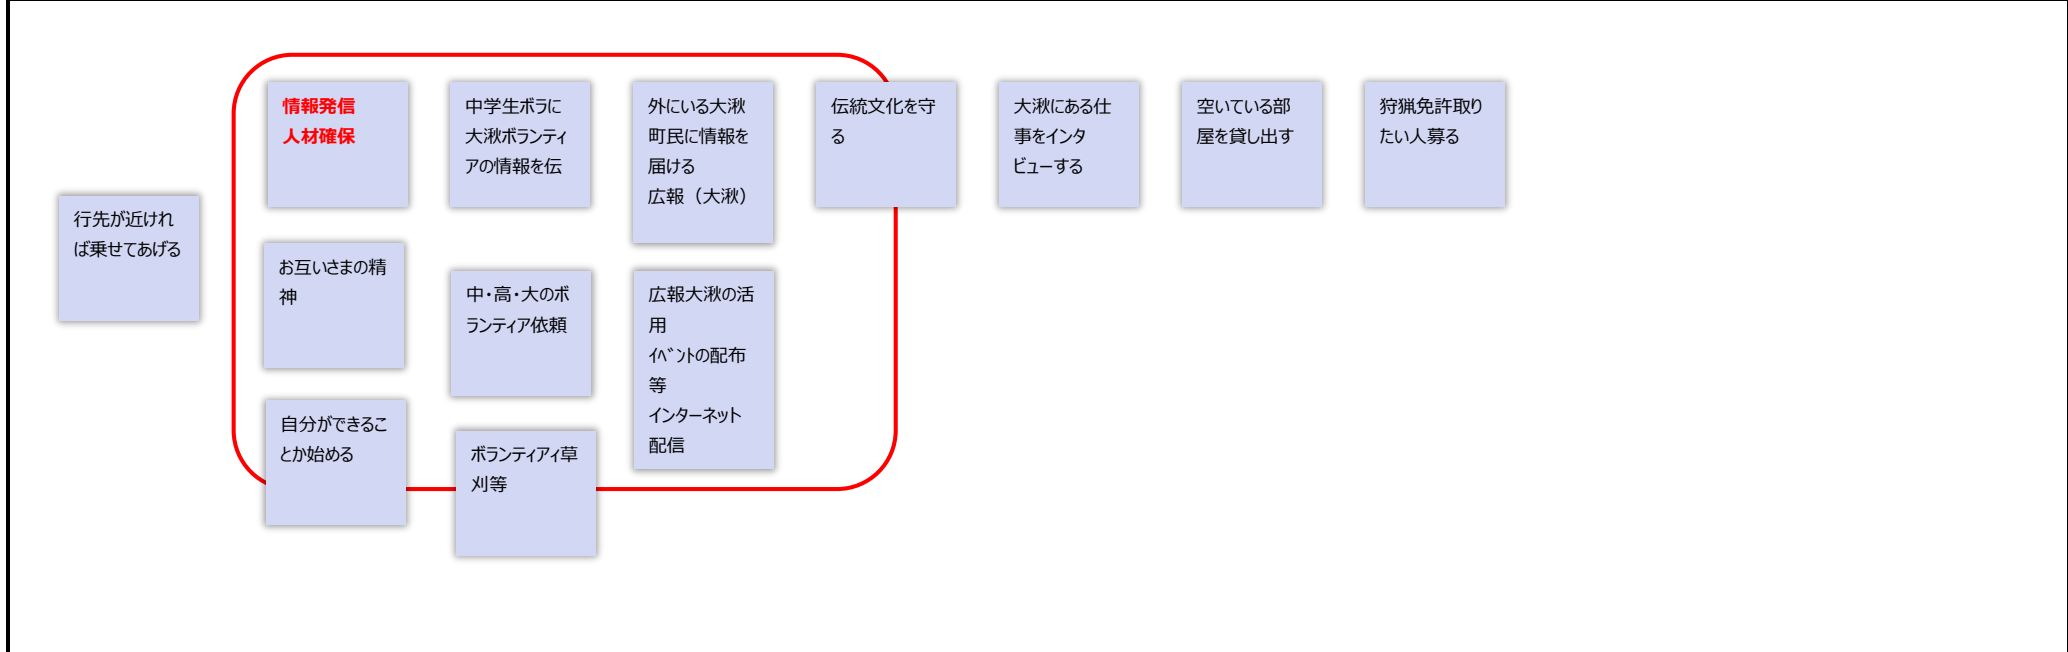 情報発信
人材確保
中学生ボラに
大湫ボランティ
アの情報を伝
外にいる大湫
町民に情報を
届ける
広報（大湫）
伝統文化を守
る
大湫にある仕
事をインタ
ビューする
空いている部
屋を貸し出す
狩猟免許取り
たい人募る
行先が近けれ
ば乗せてあげる
お互いさまの精
神
中・高・大のボ
ランティア依頼
広報大湫の活
用
ｲﾍﾞﾝﾄの配布
等
インターネット
配信
自分ができるこ
とか始める
ボランティアィ草
刈等